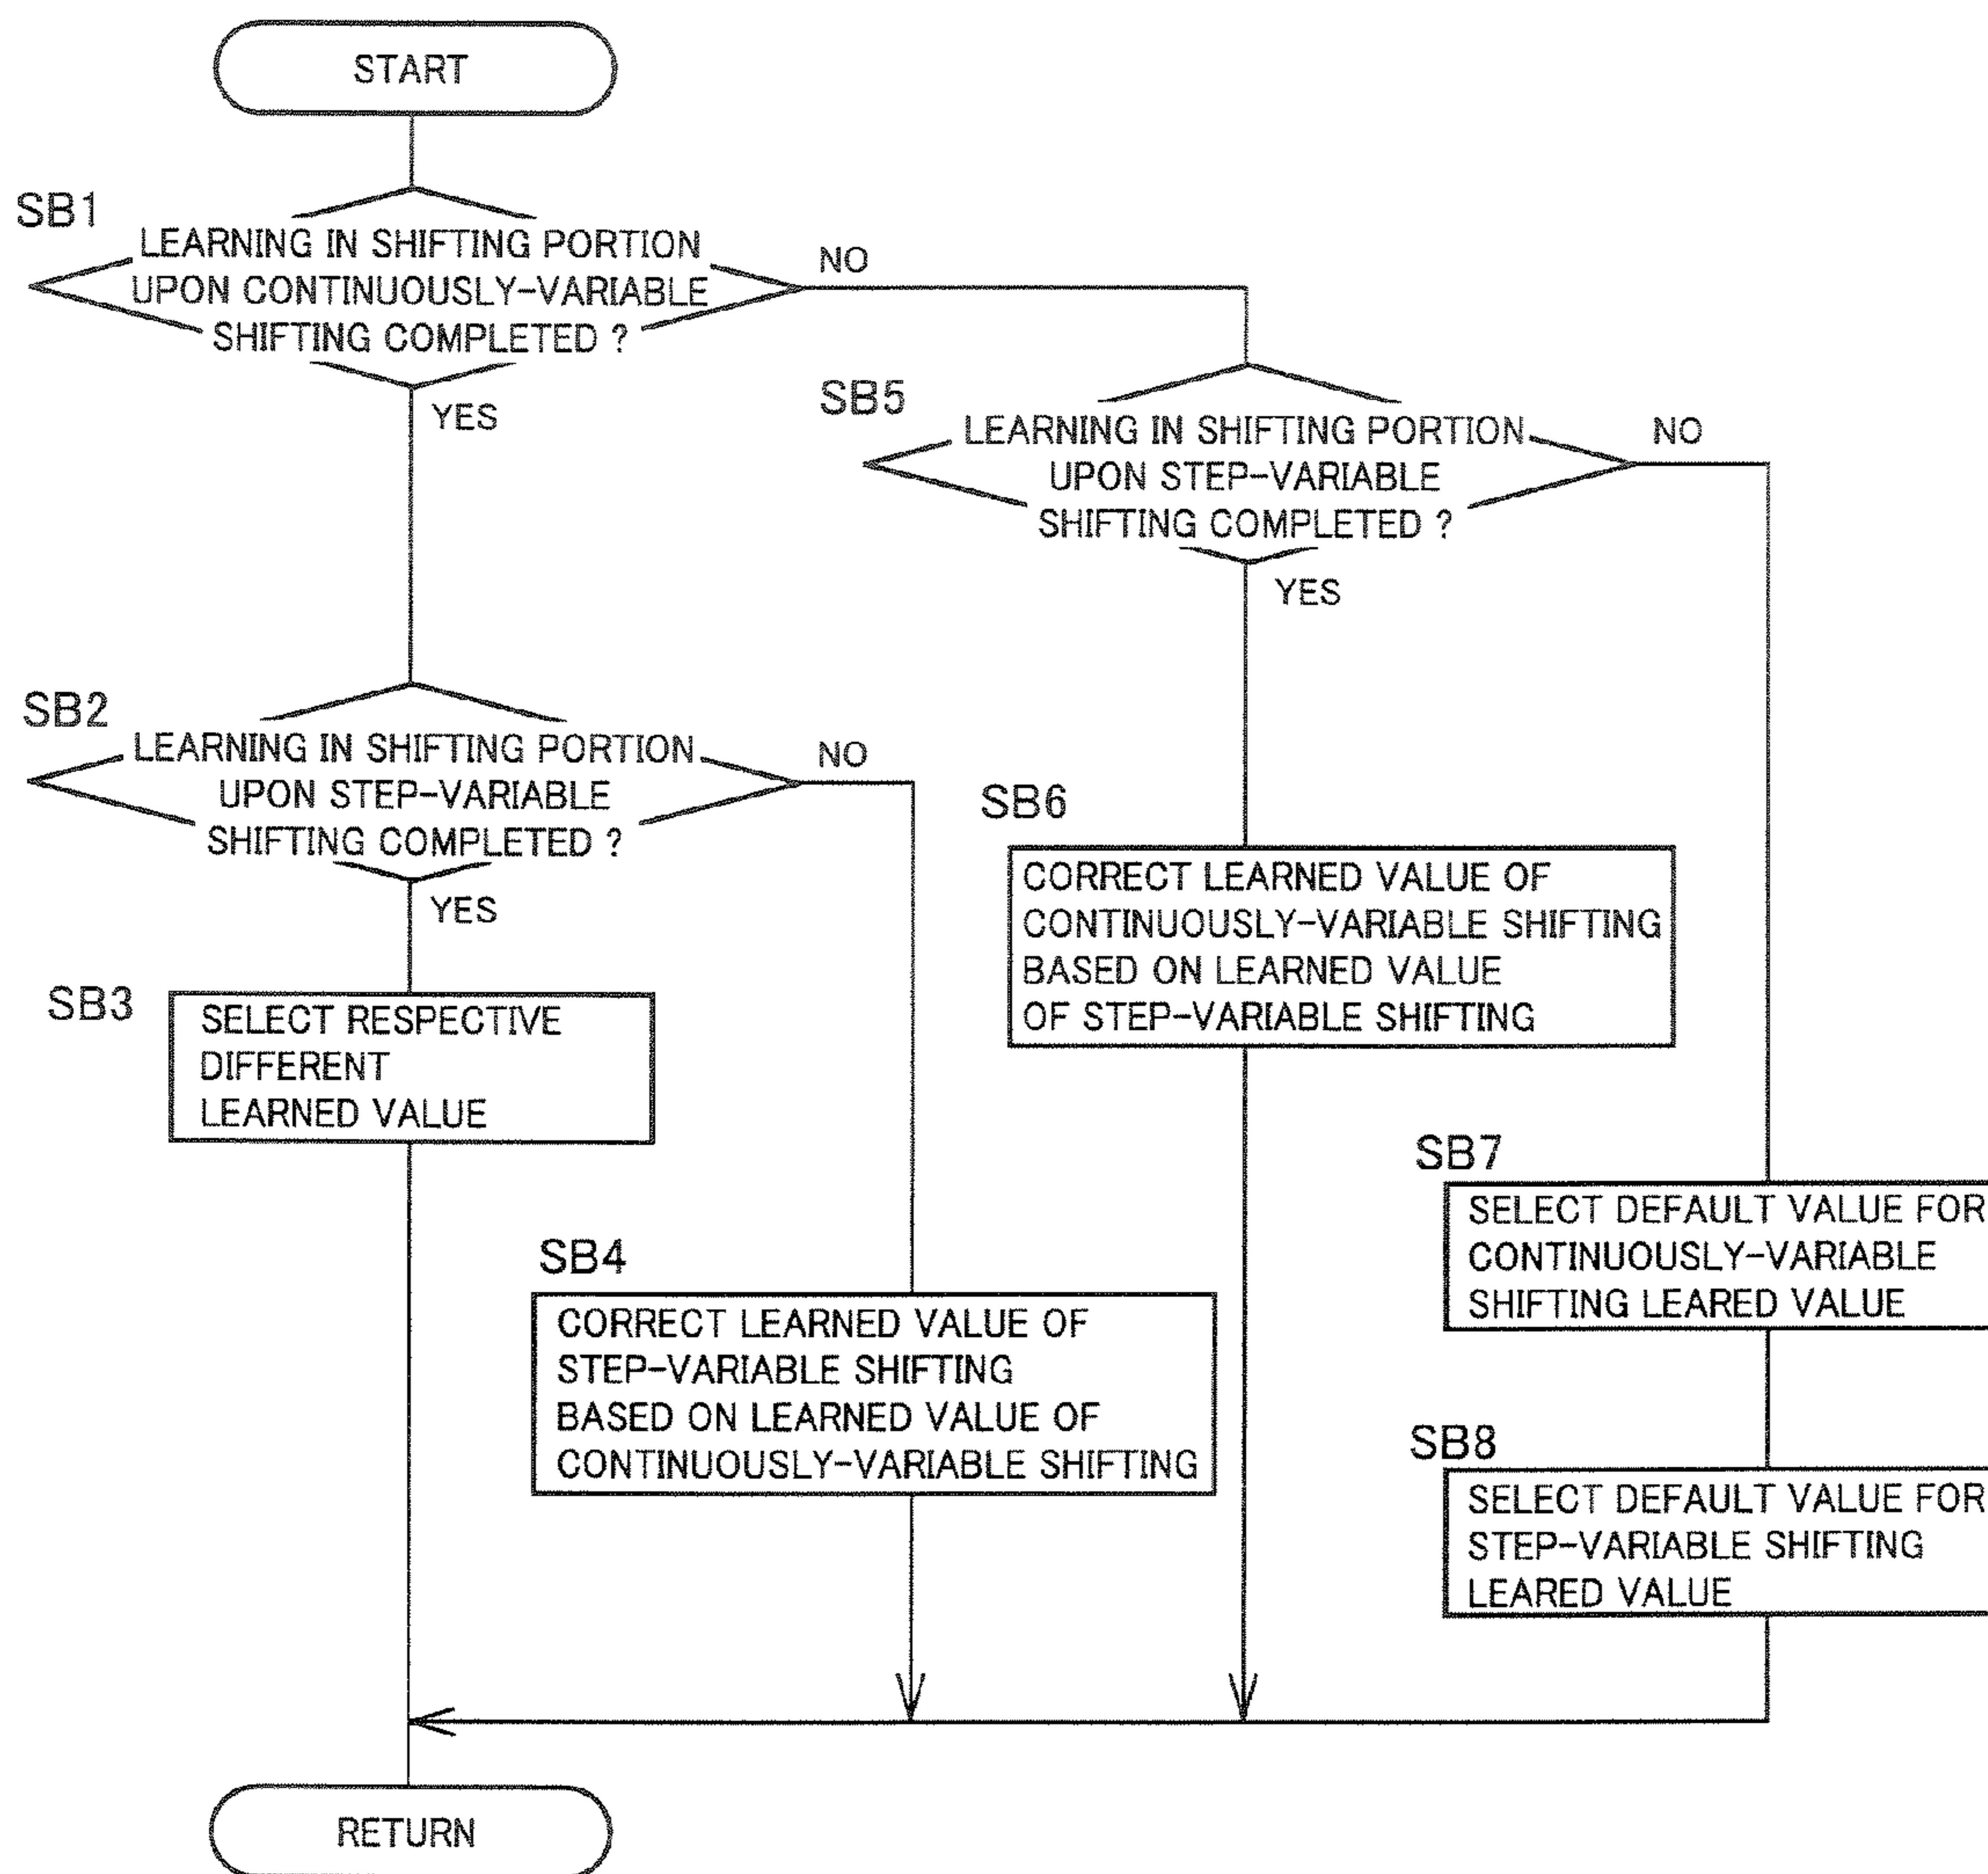 START
SB1
LEARNING IN SHIFTING PORTION
UPON CONTINUOUSLY-VARIABLE
SHIFTING COMPLETED ?
NO
YES
SB5
LEARNING IN SHIFTING PORTION
UPON STEP-VARIABLE
SHIFTING COMPLETED ?
NO
YES
SB2
LEARNING IN SHIFTING PORTION
UPON STEP-VARIABLE
SHIFTING COMPLETED ?
NO
YES
SB3
SELECT RESPECTIVE
DIFFERENT
LEARNED VALUE
SB6
CORRECT LEARNED VALUE OF
CONTINUOUSLY-VARIABLE SHIFTING
BASED ON LEARNED VALUE
OF STEP-VARIABLE SHIFTING
SB4
CORRECT LEARNED VALUE OF
STEP-VARIABLE SHIFTING
BASED ON LEARNED VALUE OF
CONTINUOUSLY-VARIABLE SHIFTING
SB7
SELECT DEFAULT VALUE FOR
CONTINUOUSLY-VARIABLE
SHIFTING LEARED VALUE
SB8
SELECT DEFAULT VALUE FOR
STEP-VARIABLE SHIFTING
LEARED VALUE
RETURN